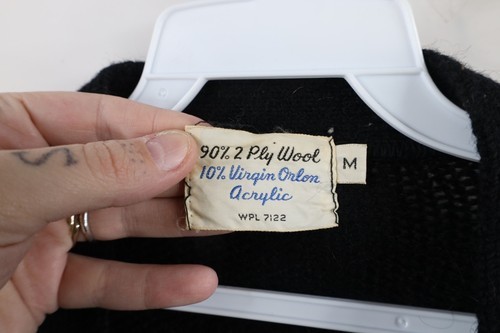 90% 2 Ply Wool
10% Virgin Orlon
Acrylic
WPL 7122
M